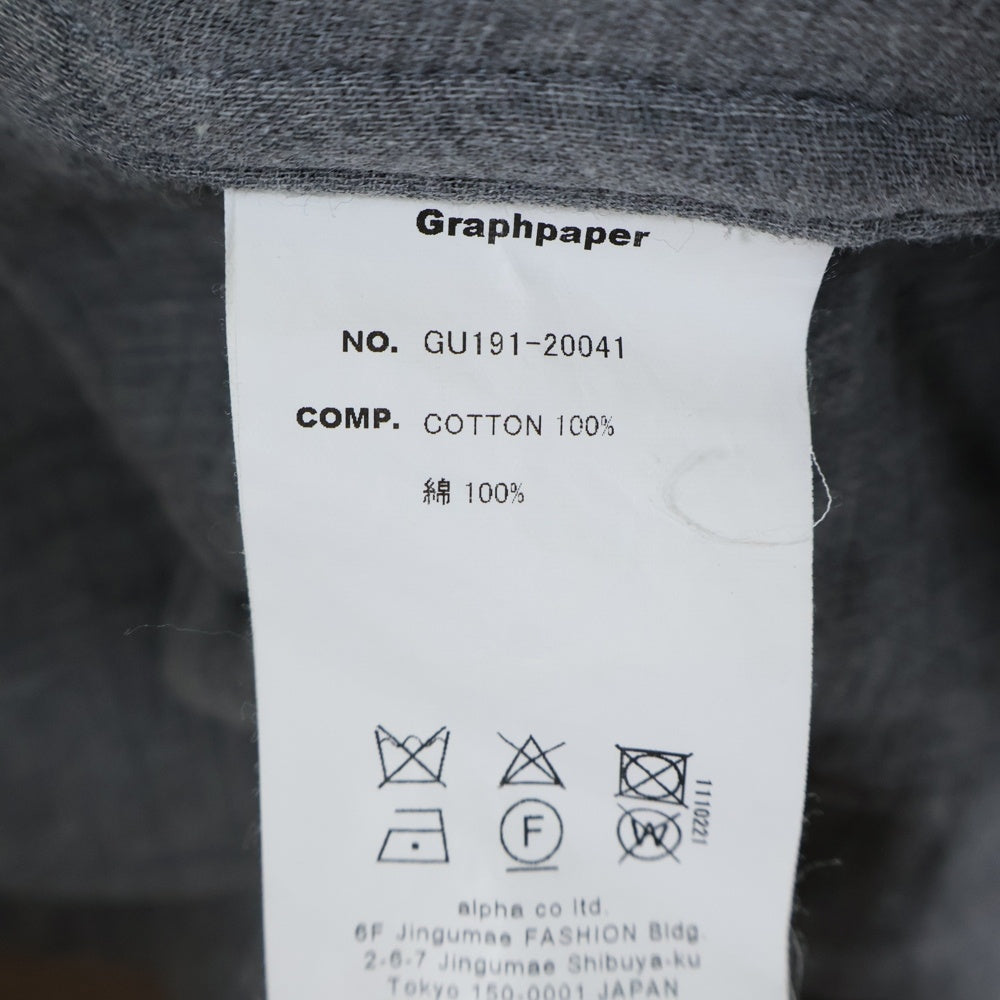 Graphpaper
NO. GU191-20041
COMP. COTTON 100%
綿 100%
1110221
F
W
alpha co ltd.
6F Jingumae FASHION Bldg.
2-6-7 Jingumae Shibuya-ku
Tokyo 150-0001 JAPAN